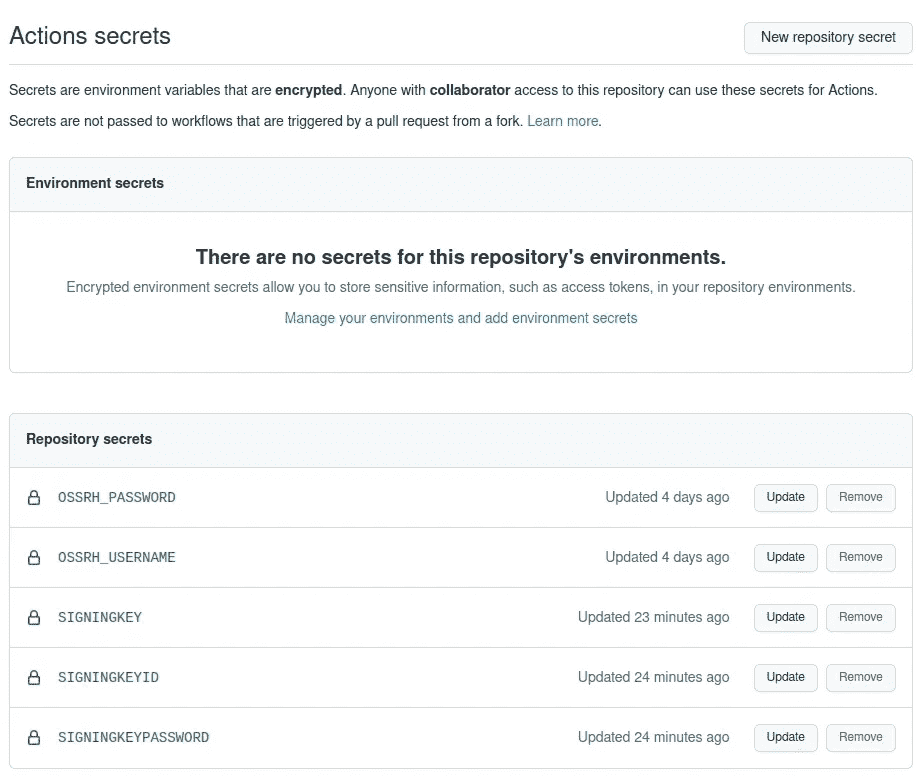 Actions secrets
New repository secret
Secrets are environment variables that are encrypted. Anyone with collaborator access to this repository can use these secrets for Actions.
Secrets are not passed to workflows that are triggered by a pull request from a fork. Learn more.
Environment secrets
There are no secrets for this repository's environments.
Encrypted environment secrets allow you to store sensitive information, such as access tokens, in your repository environments.
Manage your environments and add environment secrets
Repository secrets
OSSRH_PASSWORD Updated 4 days ago Update Remove
OSSRH_USERNAME Updated 4 days ago Update Remove
SIGNINGKEY Updated 23 minutes ago Update Remove
SIGNINGKEYID Updated 24 minutes ago Update Remove
SIGNINGKEYPASSWORD Updated 24 minutes ago Update Remove